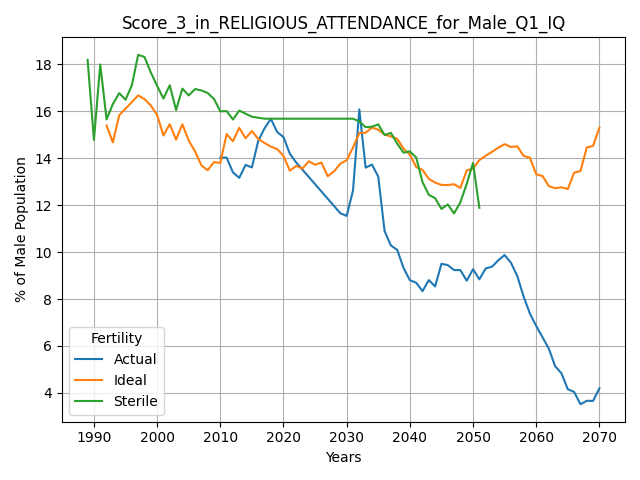 Score_3_in_RELIGIOUS_ATTENDANCE_for_Male_Q1_IQ
% of Male Population
18
16
14
12
10
8
6
4
Fertility
Actual
Ideal
Sterile
1990 2000 2010 2020 2030 2040 2050 2060 2070
Years